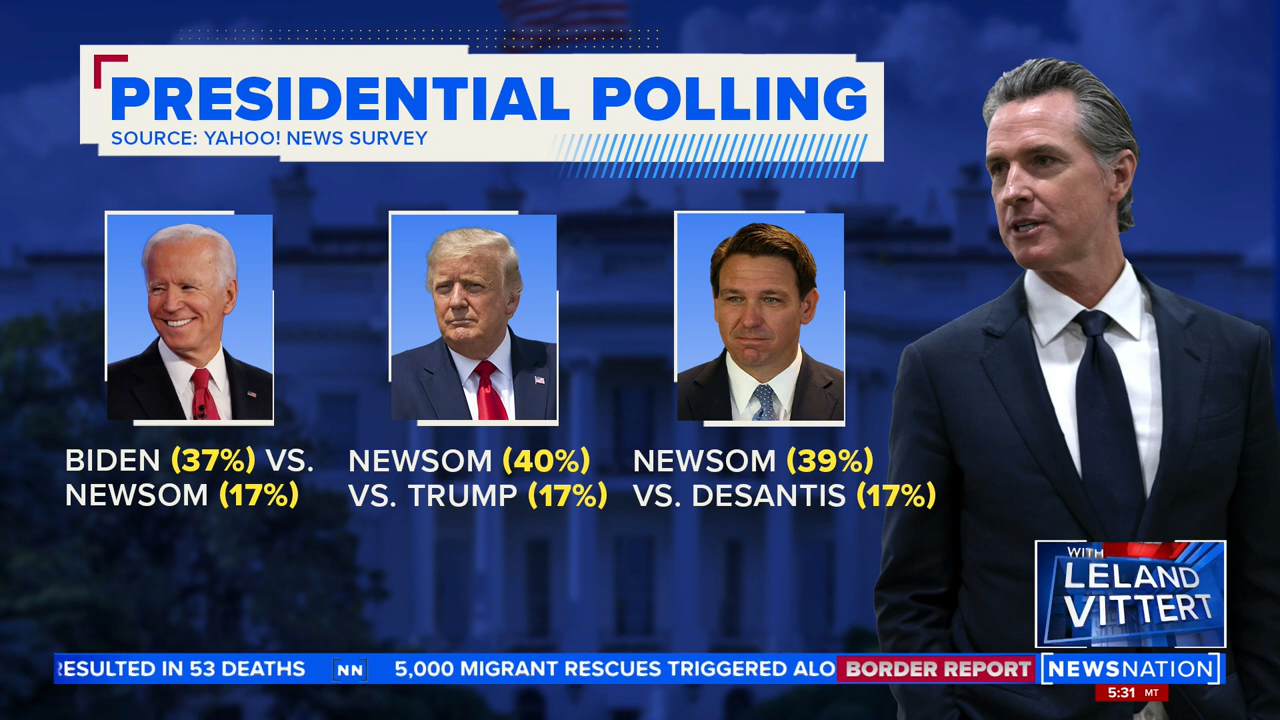 PRESIDENTIAL POLLING
SOURCE: YAHOO! NEWS SURVEY
BIDEN (37%) VS.
NEWSOM (17%)
NEWSOM (40%)
VS. TRUMP (17%)
NEWSOM (39%)
VS. DESANTIS (17%)
WITH
LELAND
VITTERT
RESULTED IN 53 DEATHS NN 5,000 MIGRANT RESCUES TRIGGERED ALO BORDER REPORT NEWSNATION
5:31 MT